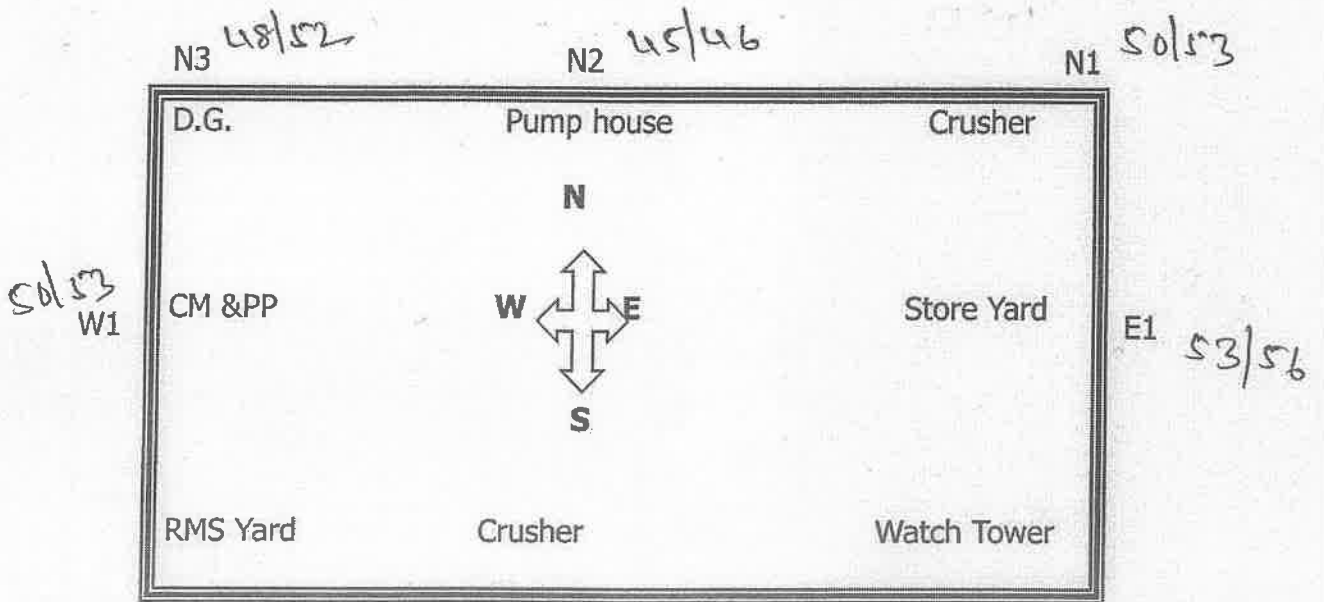 N3 48/52 N2 45/46 N1 50/53
D.G. Pump house Crusher
N
50/53
W1 CM &PP W E Store Yard E1 53/56
S
RMS Yard Crusher Watch Tower